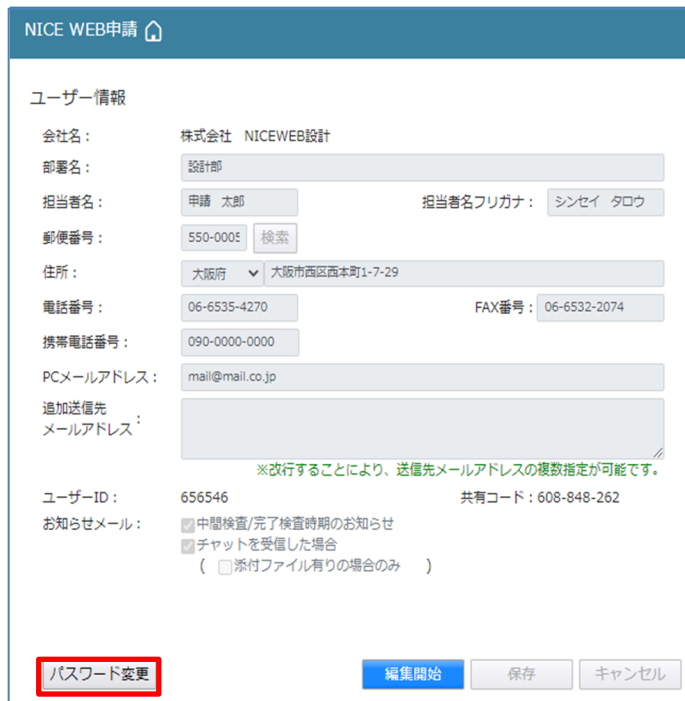 NICE WEB申請
ユーザー情報
会社名： 株式会社　NICEWEB設計
部署名： 設計部
担当者名： 申請　太郎 担当者名フリガナ： シンセイ　タロウ
郵便番号： 550-0005 検索
住所： 大阪府 大阪市西区西本町1-7-29
電話番号： 06-6535-4270 FAX番号： 06-6532-2074
携帯電話番号： 090-0000-0000
PCメールアドレス： mail@mail.co.jp
追加送信先
メールアドレス：
※改行することにより、送信先メールアドレスの複数指定が可能です。
ユーザーID： 656546 共有コード：608-848-262
お知らせメール： 中間検査/完了検査時期のお知らせ
チャットを受信した場合
( 添付ファイル有りの場合のみ )
パスワード変更 編集開始 保存 キャンセル